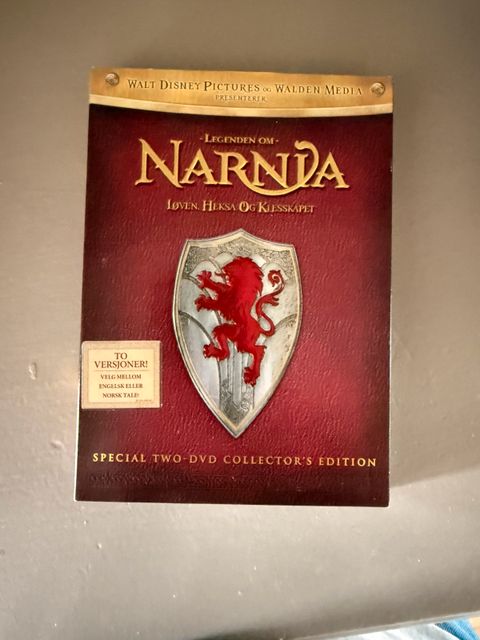 WALT DISNEY PICTURES OG WALDEN MEDIA
PRESENTERER
- LEGENDEN OM -
NARNIA
LØVEN, HEKSA OG KLESSKAPET
TO
VERSJONER!
VELG MELLOM
ENGELSK ELLER
NORSK TALE!
SPECIAL TWO-DVD COLLECTOR'S EDITION